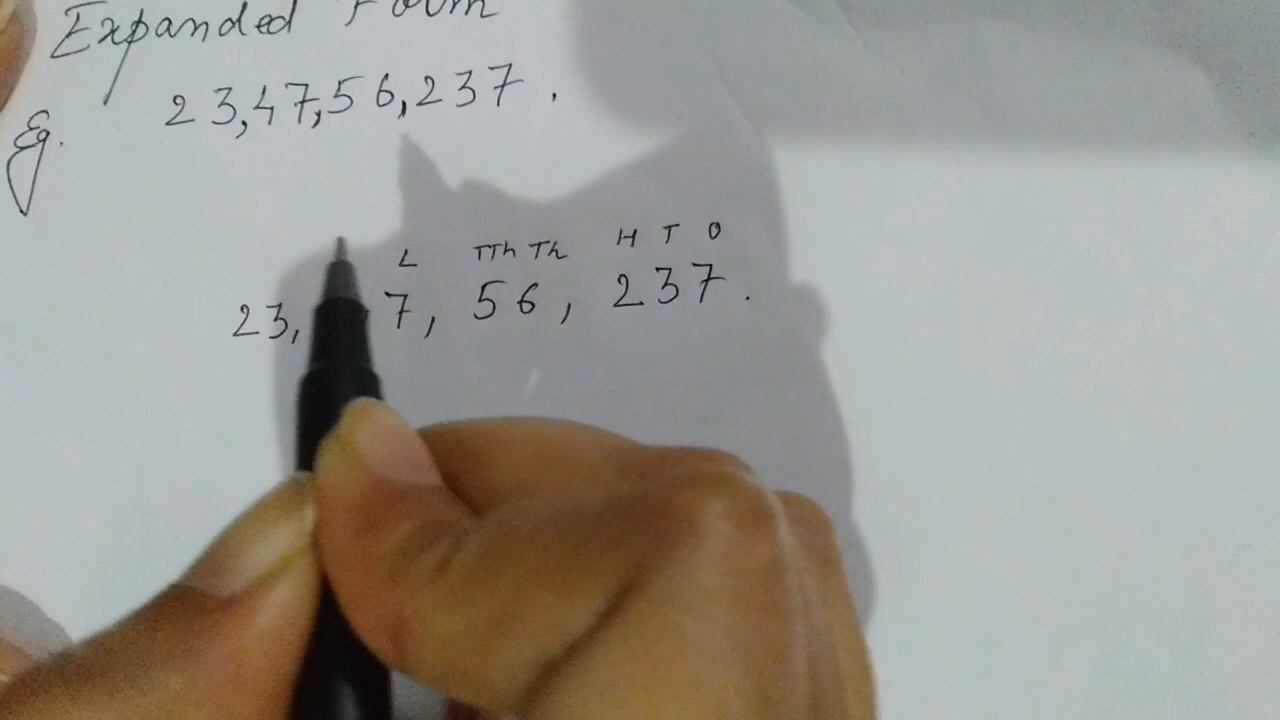 Expanded Form
Eg. 23,47,56,237.
L TTh Th H T O
23, 7, 56, 237.